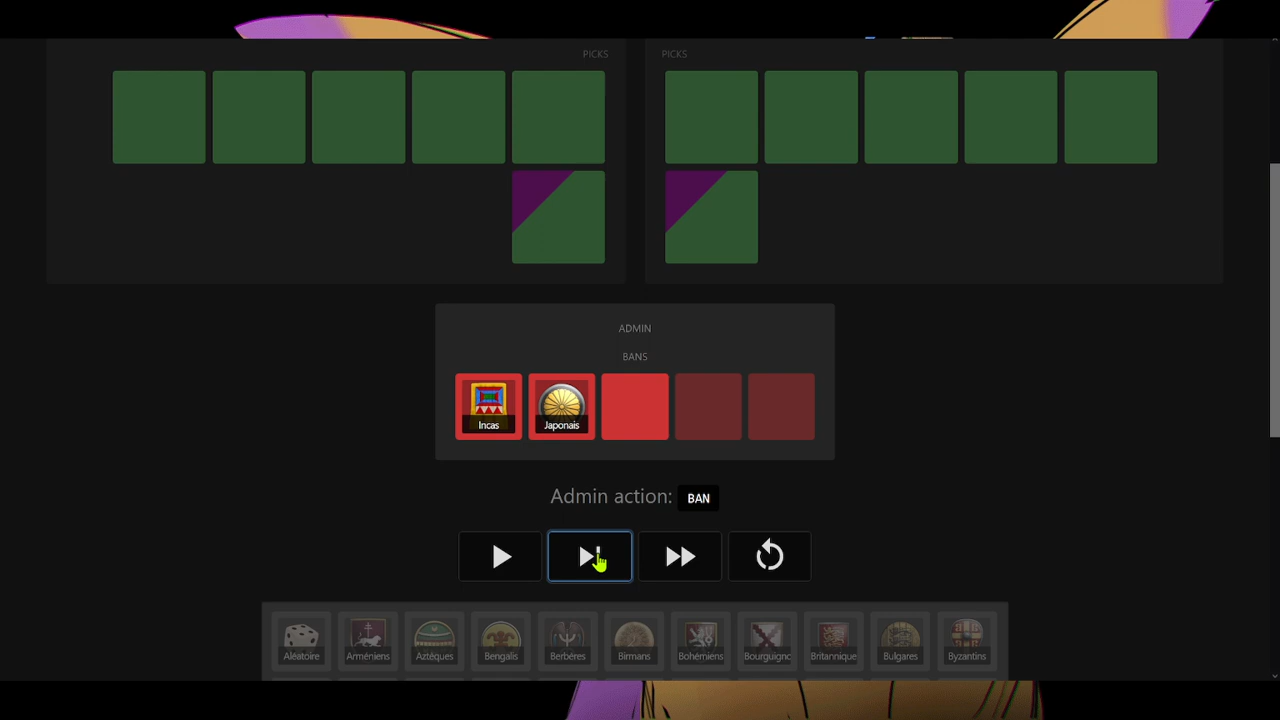 PICKS
PICKS
ADMIN
BANS
Incas
Japonais
Admin action: BAN
Aléatoire
Arméniens
Aztèques
Bengalis
Berbères
Birmans
Bohémiens
Bourguignc
Britannique
Bulgares
Byzantins